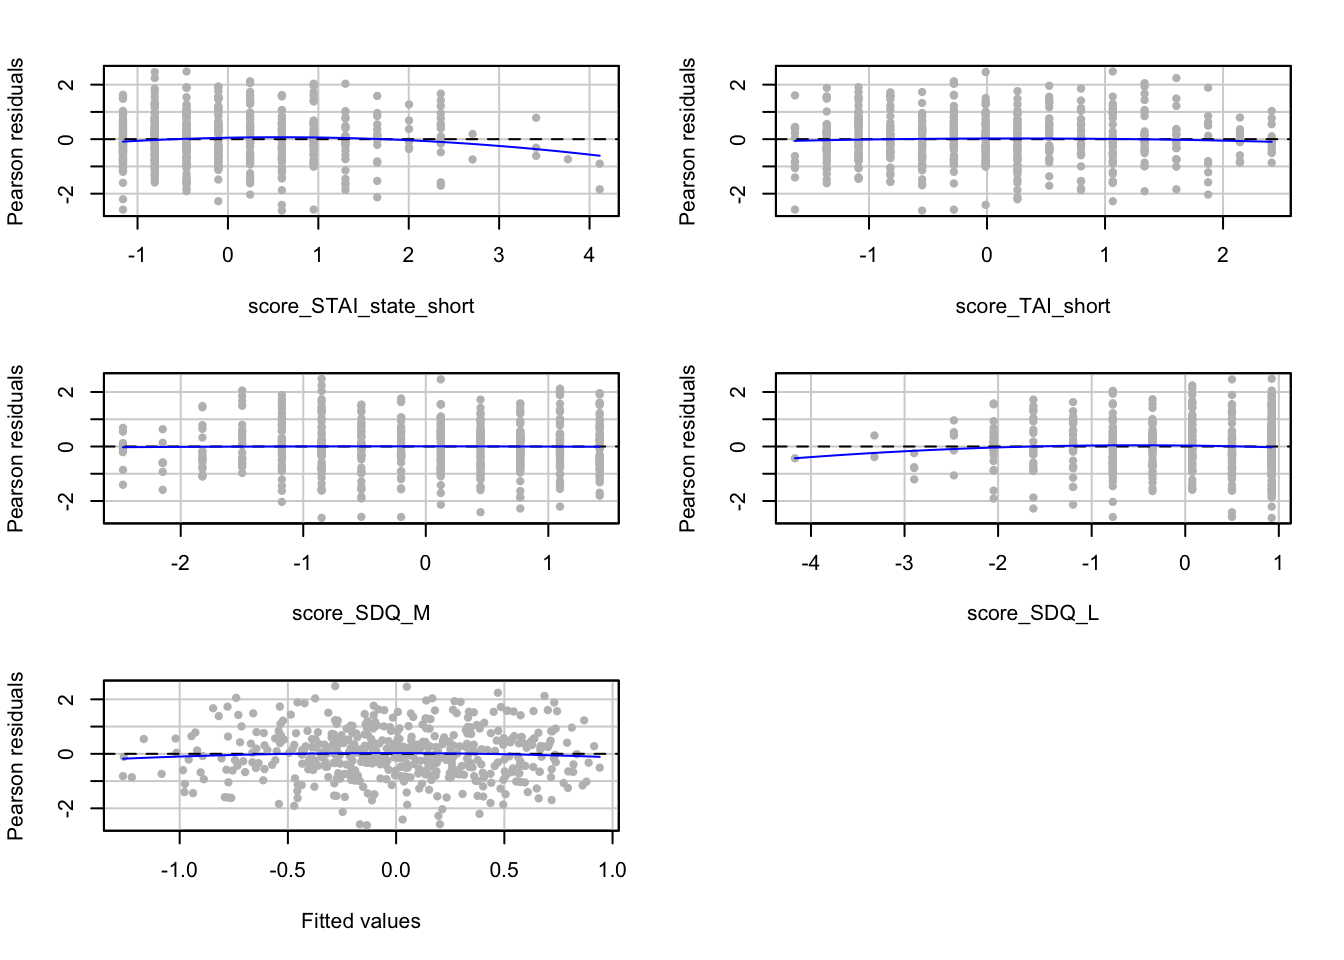 Pearson residuals
2
0
-2
-1 0 1 2 3 4
score_STAI_state_short
Pearson residuals
2
0
-2
-1 0 1 2
score_TAI_short
Pearson residuals
2
0
-2
-2 -1 0 1
score_SDQ_M
Pearson residuals
2
0
-2
-4 -3 -2 -1 0 1
score_SDQ_L
Pearson residuals
2
0
-2
-1.0 -0.5 0.0 0.5 1.0
Fitted values